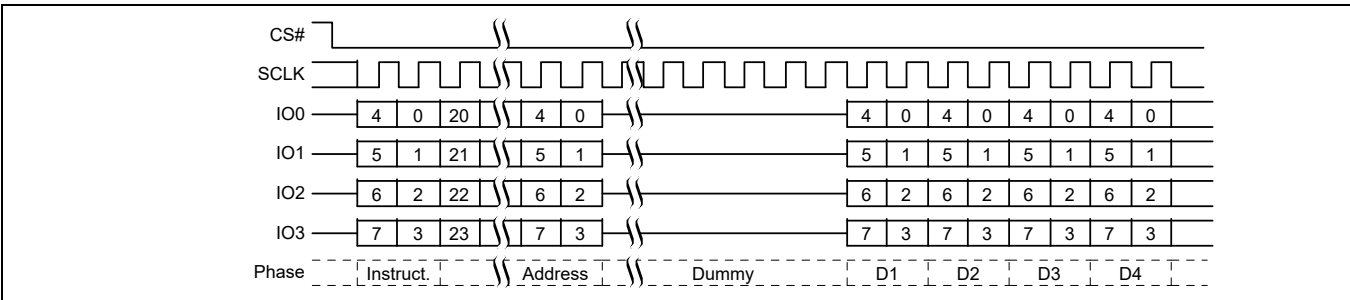 CS#
SCLK
IO0 4 0 20 4 0 4 0 4 0 4 0 4 0
IO1 5 1 21 5 1 5 1 5 1 5 1 5 1
IO2 6 2 22 6 2 6 2 6 2 6 2 6 2
IO3 7 3 23 7 3 7 3 7 3 7 3 7 3
Phase Instruct. Address Dummy D1 D2 D3 D4